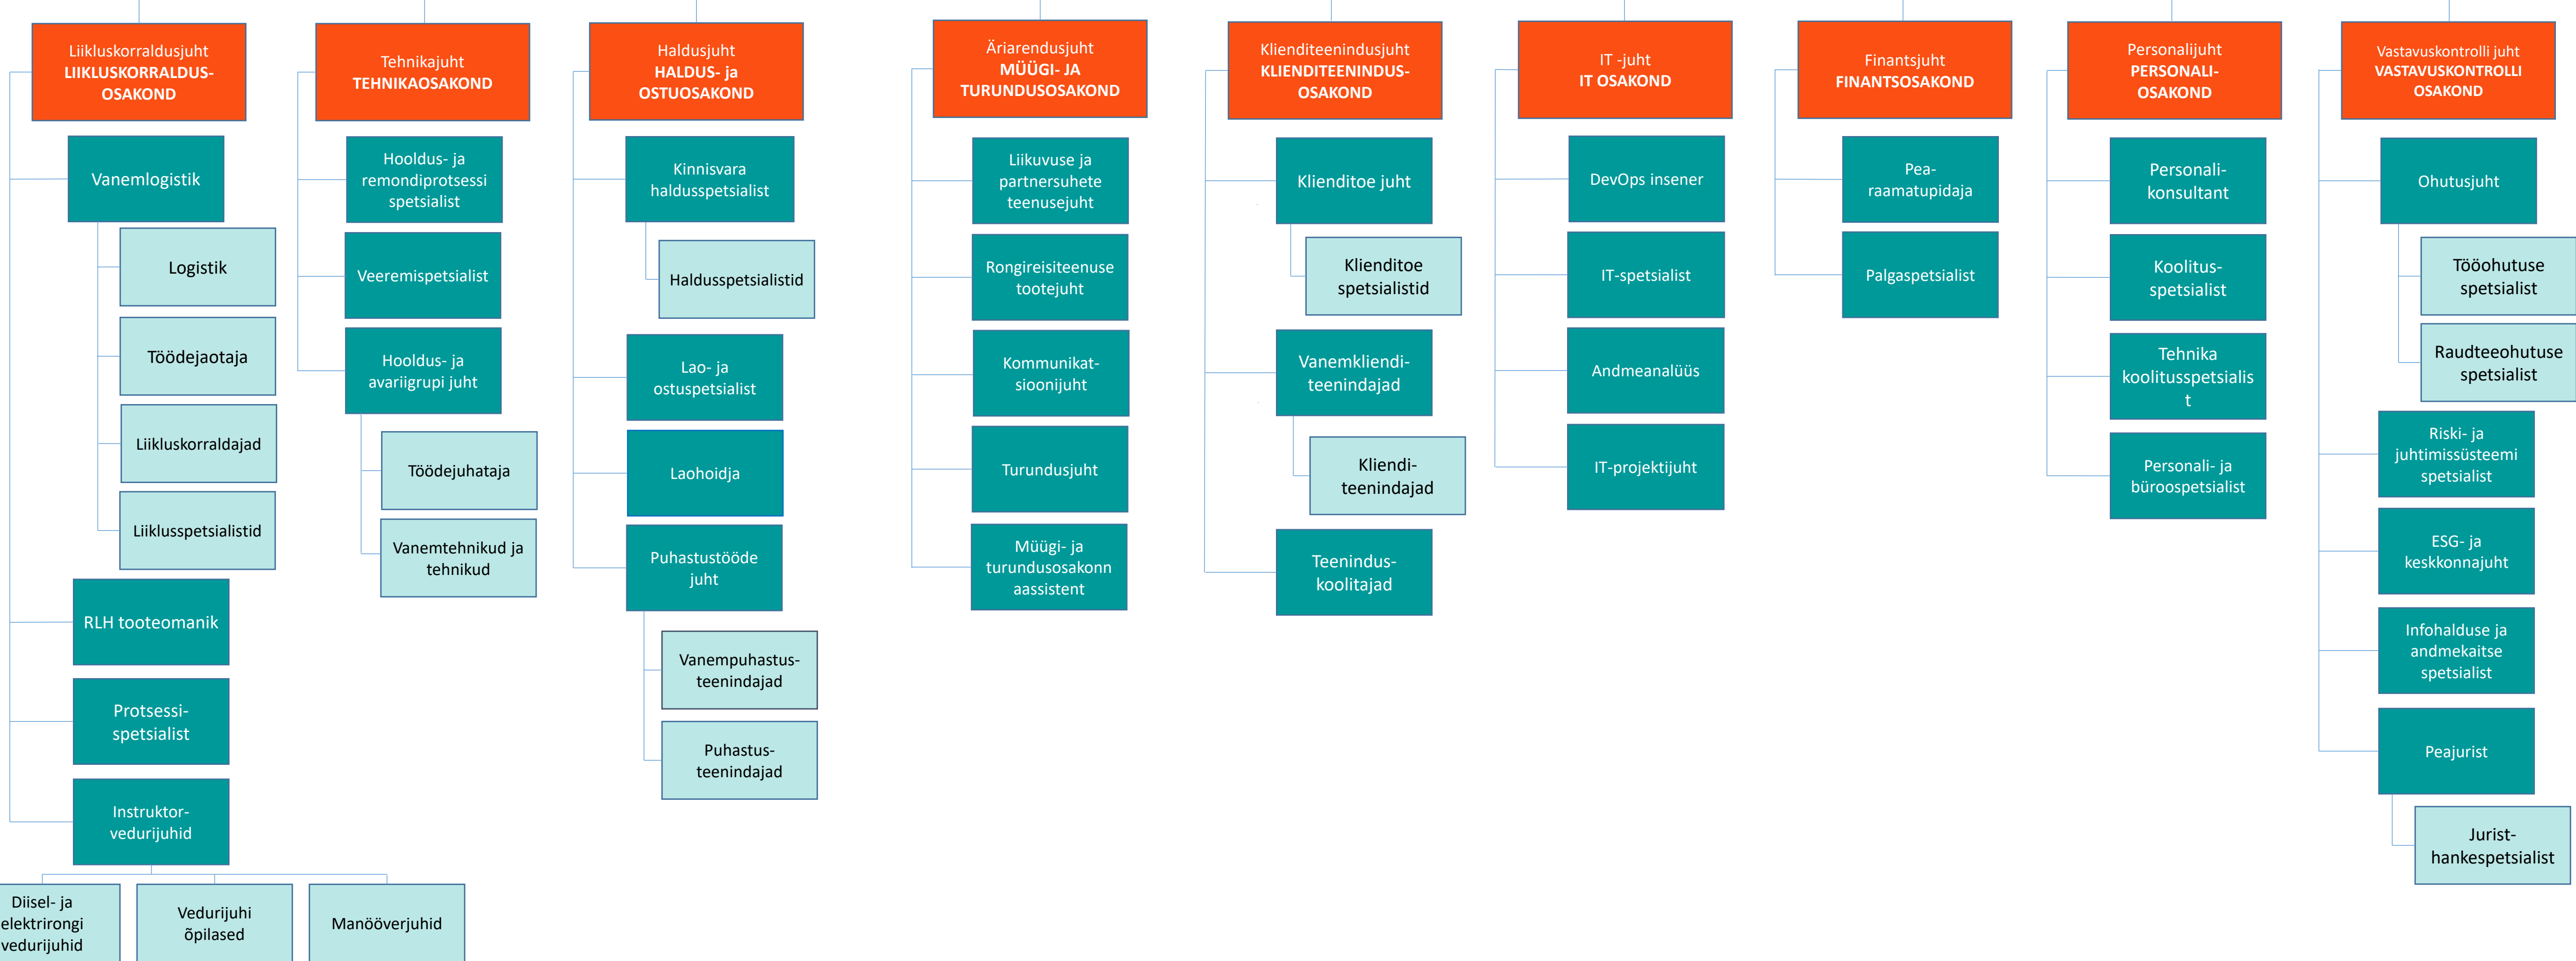 Liikluskorraldusjuht
LIIKLUSKORRALDUS-
OSAKOND
Vanemlogistik
Logistik
Töödejaotaja
Liikluskorraldajad
Liiklusspetsialistid
RLH tooteomanik
Protsessi-
spetsialist
Instruktor-
vedurijuhid
Diisel- ja
elektrirongi
vedurijuhid
Vedurijuhi
õpilased
Manööverjuhid
Tehnikajuht
TEHNIKAOSAKOND
Hooldus- ja
remondiprotsessi
spetsialist
Veeremispetsialist
Hooldus- ja
avariigrupi juht
Töödejuhataja
Vanemtehnikud ja
tehnikud
Haldusjuht
HALDUS- ja
OSTUOSAKOND
Kinnisvara
haldusspetsialist
Haldusspetsialistid
Lao- ja
ostuspetsialist
Laohoidja
Puhastustööde
juht
Vanempuhastus-
teenindajad
Puhastus-
teenindajad
Äriarendusjuht
MÜÜGI- JA
TURUNDUSOSAKOND
Liikuvuse ja
partnersuhete
teenusejuht
Rongireisiteenuse
tootejuht
Kommunikat-
sioonijuht
Turundusjuht
Müügi- ja
turundusosakonn
aassistent
Klienditeenindusjuht
KLIENDITEENINDUS-
OSAKOND
Klienditoe juht
Klienditoe
spetsialistid
Vanemkliendi-
teenindajad
Kliendi-
teenindajad
Teenindus-
koolitajad
IT -juht
IT OSAKOND
DevOps insener
IT-spetsialist
Andmeanalüüs
IT-projektijuht
Finantsjuht
FINANTSOSAKOND
Pea-
raamatupidaja
Palgaspetsialist
Personalijuht
PERSONALI-
OSAKOND
Personali-
konsultant
Koolitus-
spetsialist
Tehnika
koolitusspetsialis
t
Personali- ja
bürospetsialist
Vastavuskontrolli juht
VASTAVUSKONTROLLI
OSAKOND
Ohutusjuht
Tööohutuse
spetsialist
Raudteeohutuse
spetsialist
Riski- ja
juhtimissüsteemi
spetsialist
ESG- ja
keskkonnajuht
Infohalduse ja
andmekaitse
spetsialist
Peajurist
Jurist-
hankespetsialist